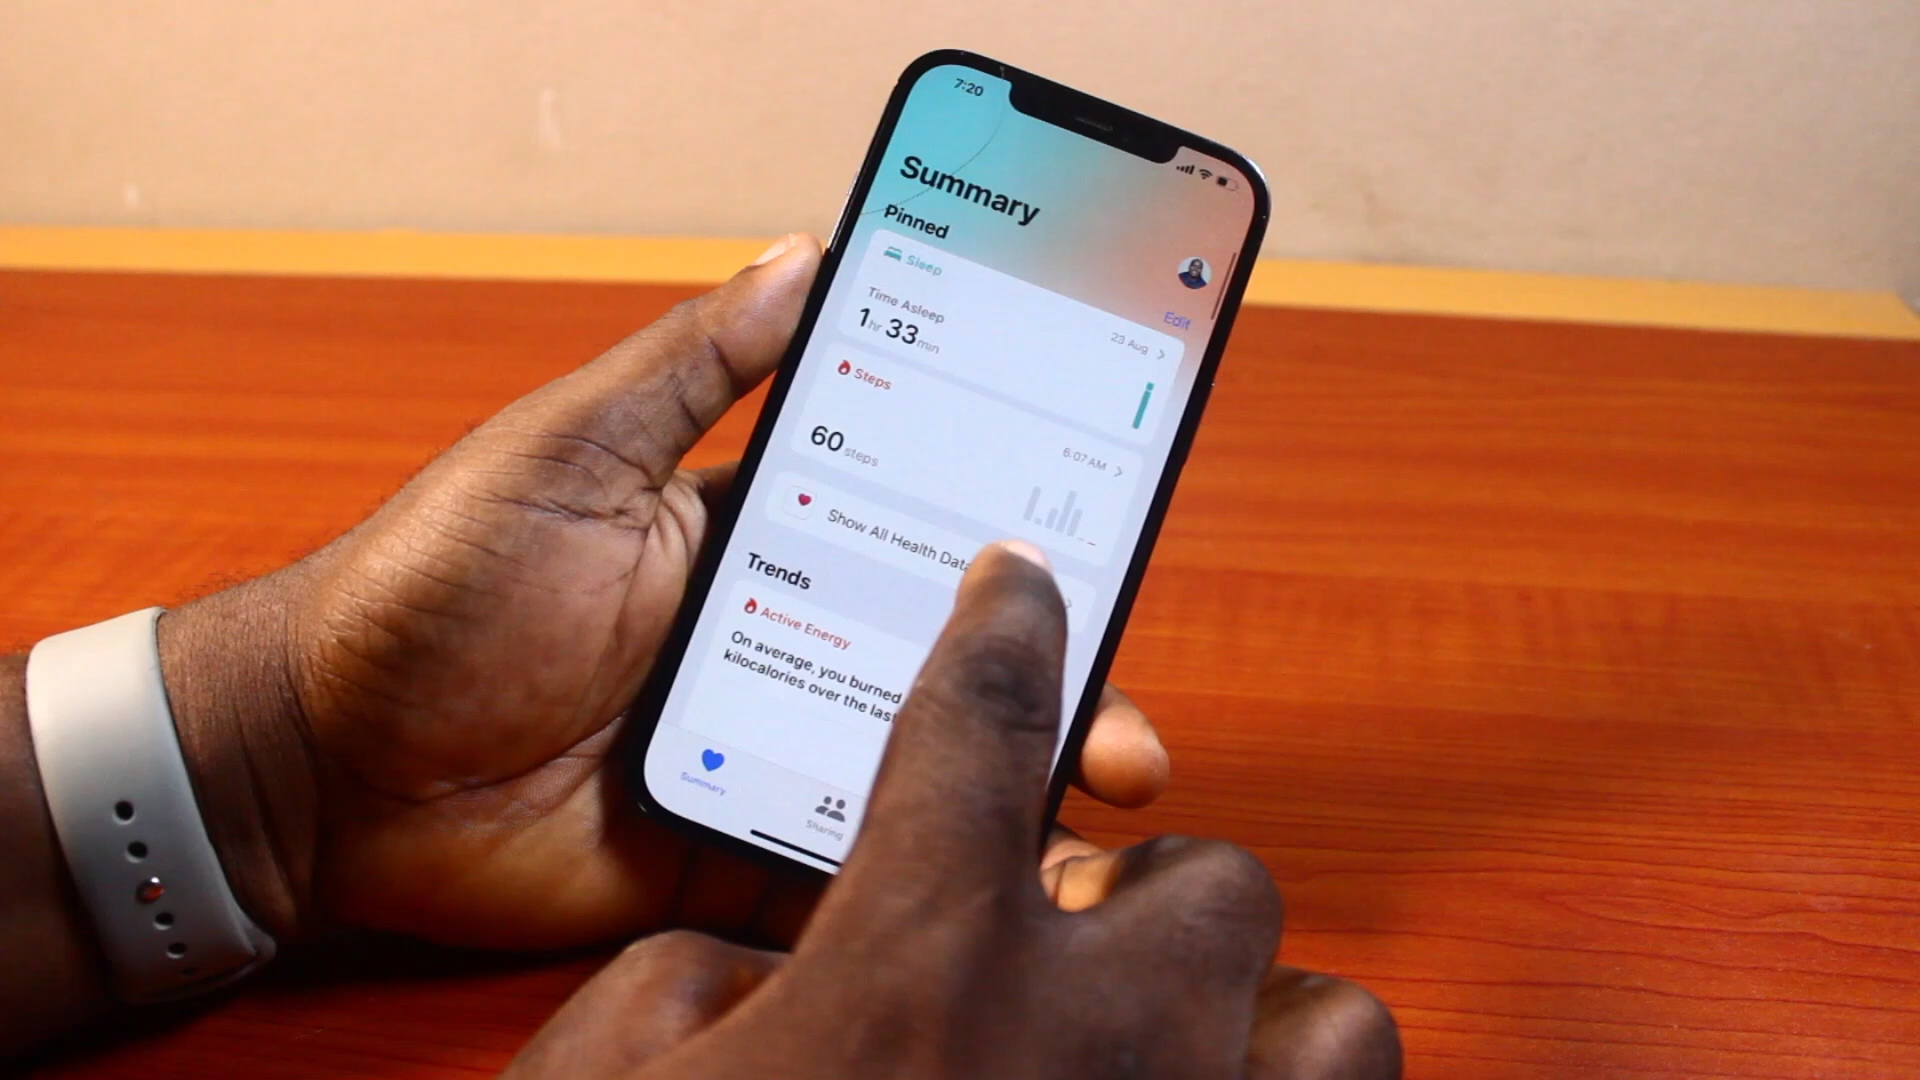 7:20
Summary
Pinned
Edit
Sleep
23 Aug
Time Asleep
1 hr 33 min
Steps
6:07 AM
60 steps
Show All Health Data
Trends
Active Energy
On average, you burned
kilocalories over the last
Summary
Sharing